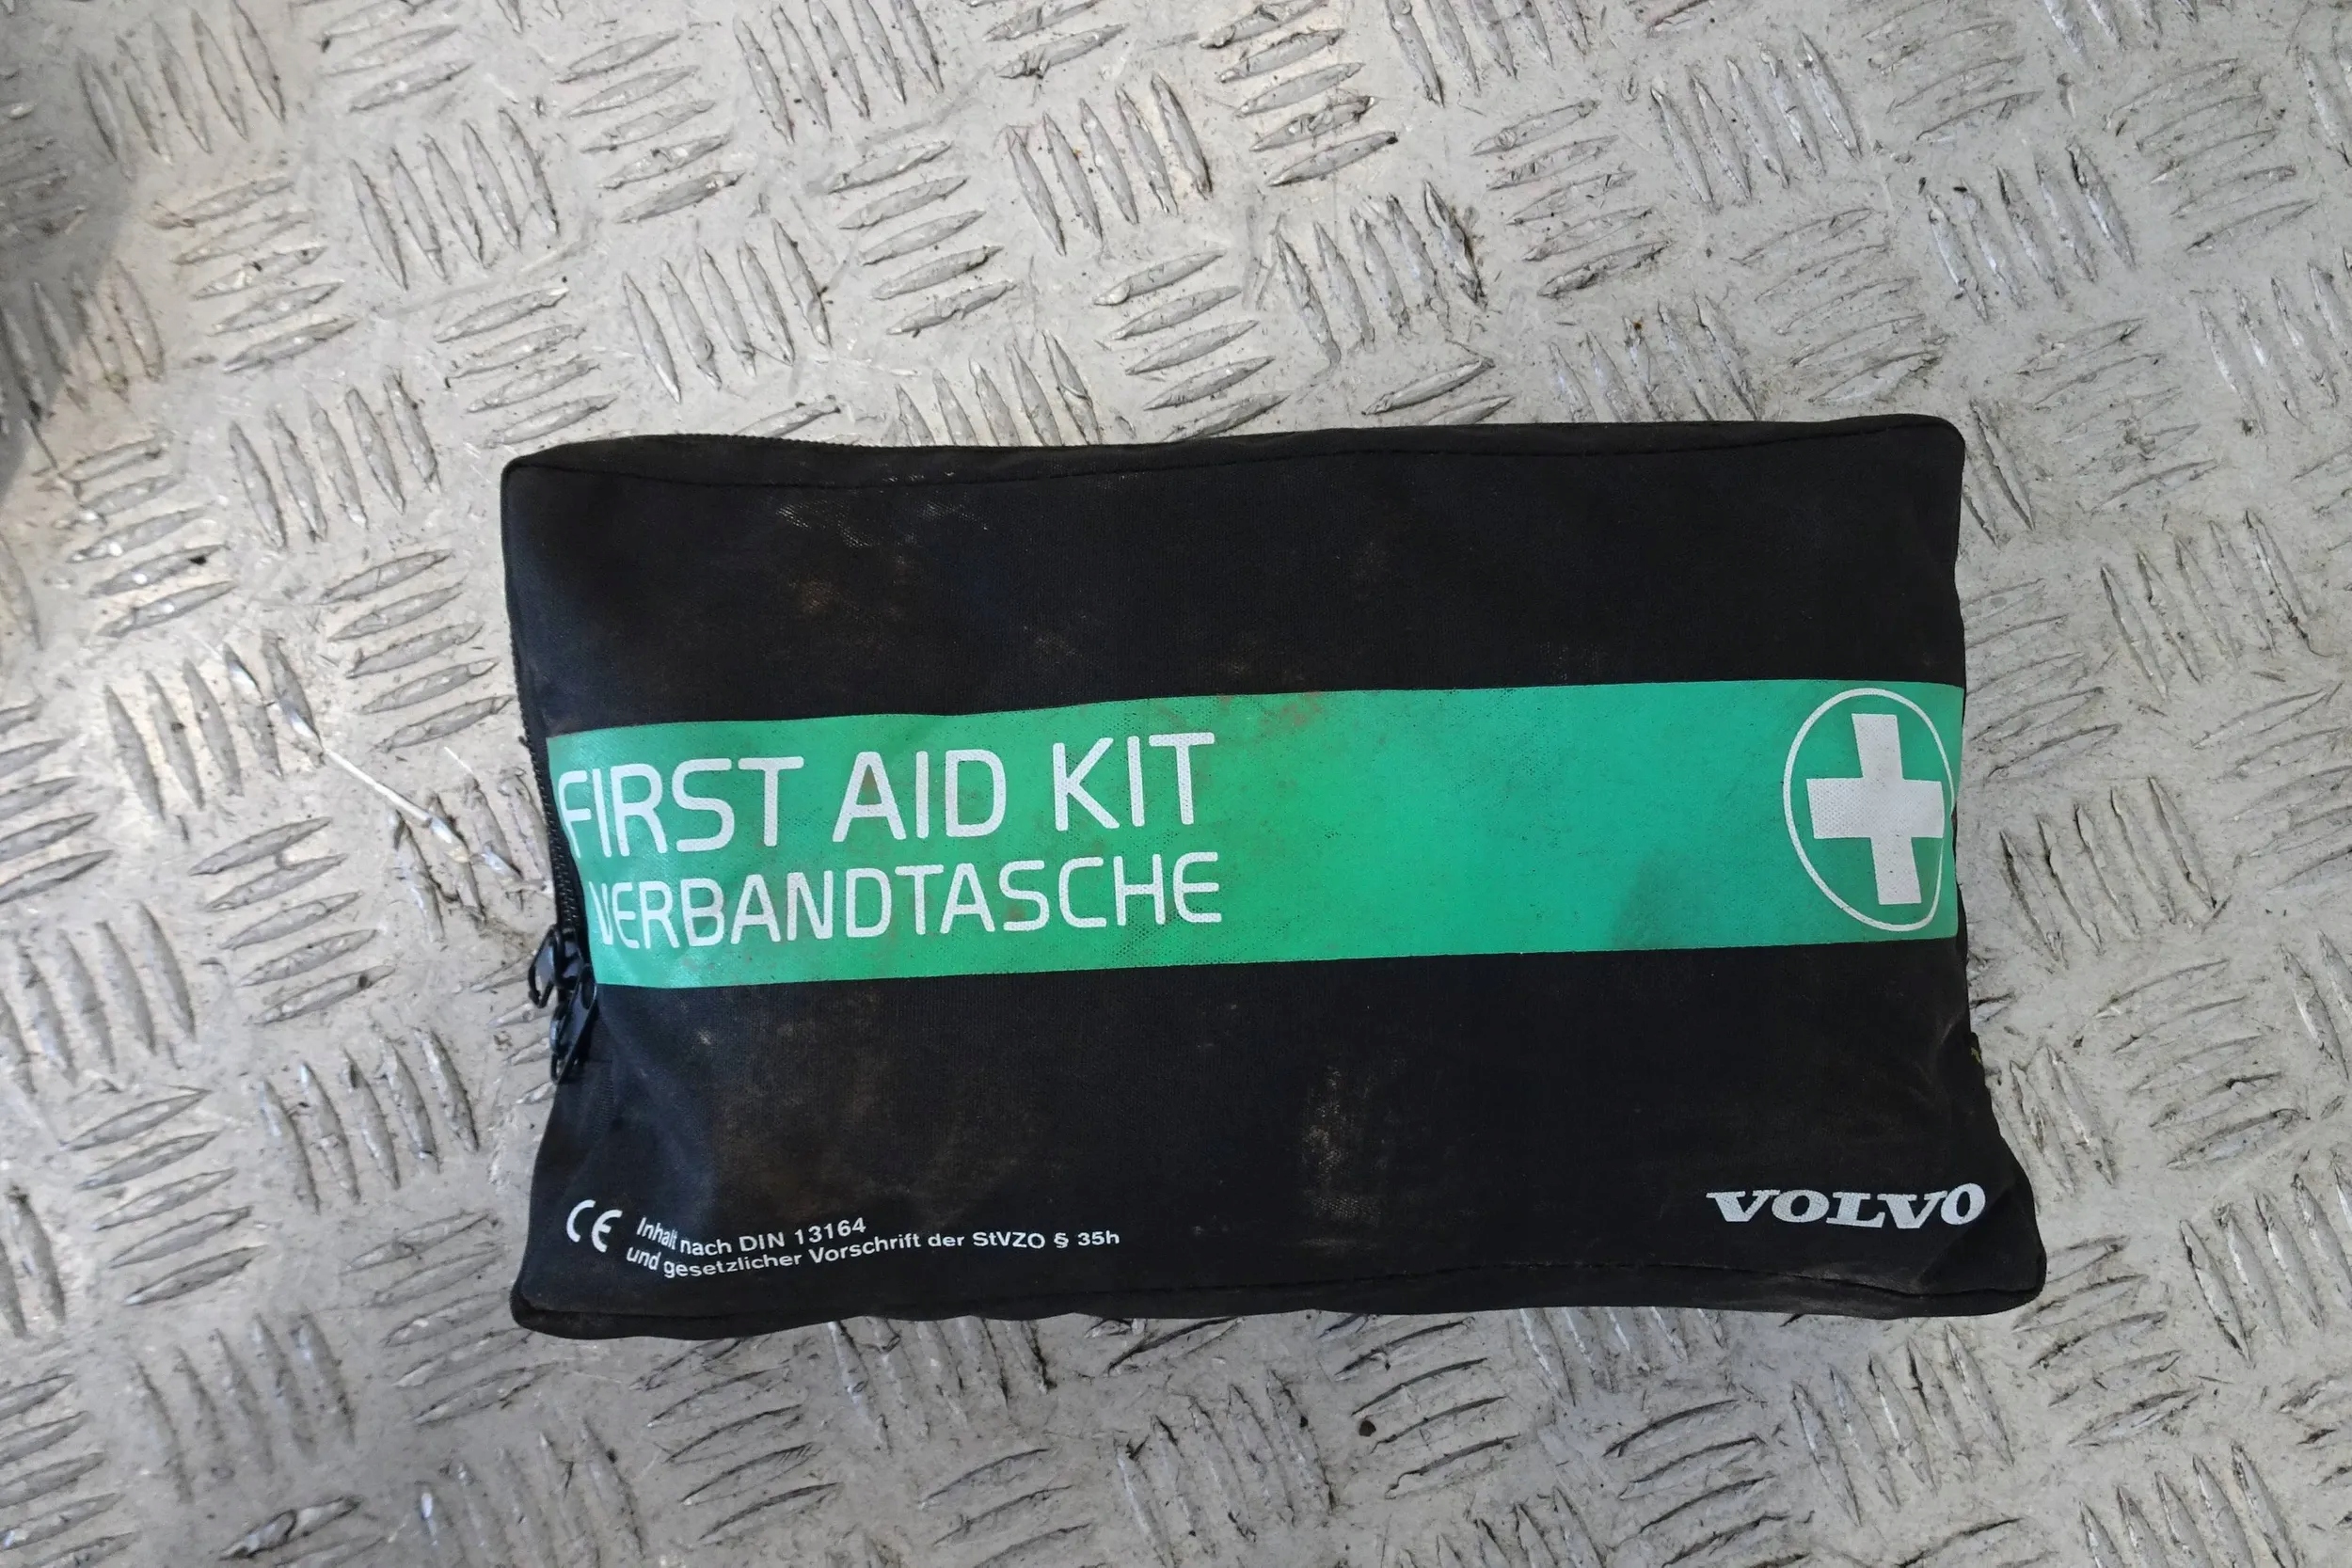 FIRST AID KIT
VERBANDTASCHE
CE Inhalt nach DIN 13164
und gesetzlicher Vorschrift der StVZO § 35h
VOLVO